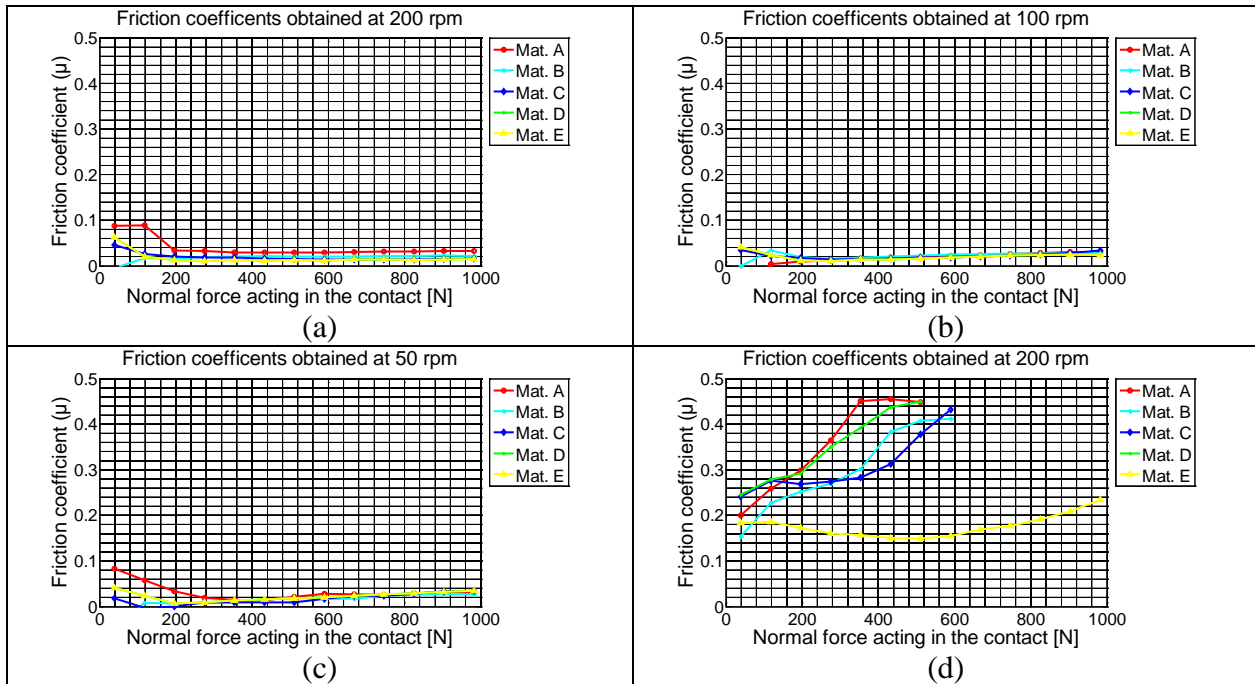 Friction coefficents obtained at 200 rpm
0.5
0.4
0.3
0.2
0.1
0
Friction coefficient (μ)
0 200 400 600 800 1000
Normal force acting in the contact [N]
Mat. A
Mat. B
Mat. C
Mat. D
Mat. E
(a)
Friction coefficents obtained at 100 rpm
0.5
0.4
0.3
0.2
0.1
0
Friction coefficient (μ)
0 200 400 600 800 1000
Normal force acting in the contact [N]
Mat. A
Mat. B
Mat. C
Mat. D
Mat. E
(b)
Friction coefficents obtained at 50 rpm
0.5
0.4
0.3
0.2
0.1
0
Friction coefficient (μ)
0 200 400 600 800 1000
Normal force acting in the contact [N]
Mat. A
Mat. B
Mat. C
Mat. D
Mat. E
(c)
Friction coefficents obtained at 200 rpm
0.5
0.4
0.3
0.2
0.1
0
Friction coefficient (μ)
0 200 400 600 800 1000
Normal force acting in the contact [N]
Mat. A
Mat. B
Mat. C
Mat. D
Mat. E
(d)